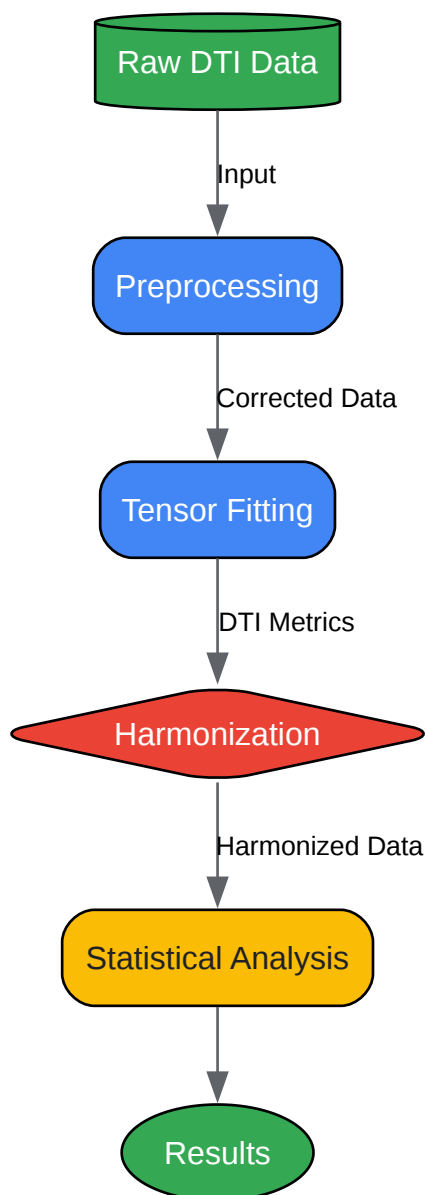 Raw DTI Data
Input
Preprocessing
Corrected Data
Tensor Fitting
DTI Metrics
Harmonization
Harmonized Data
Statistical Analysis
Results